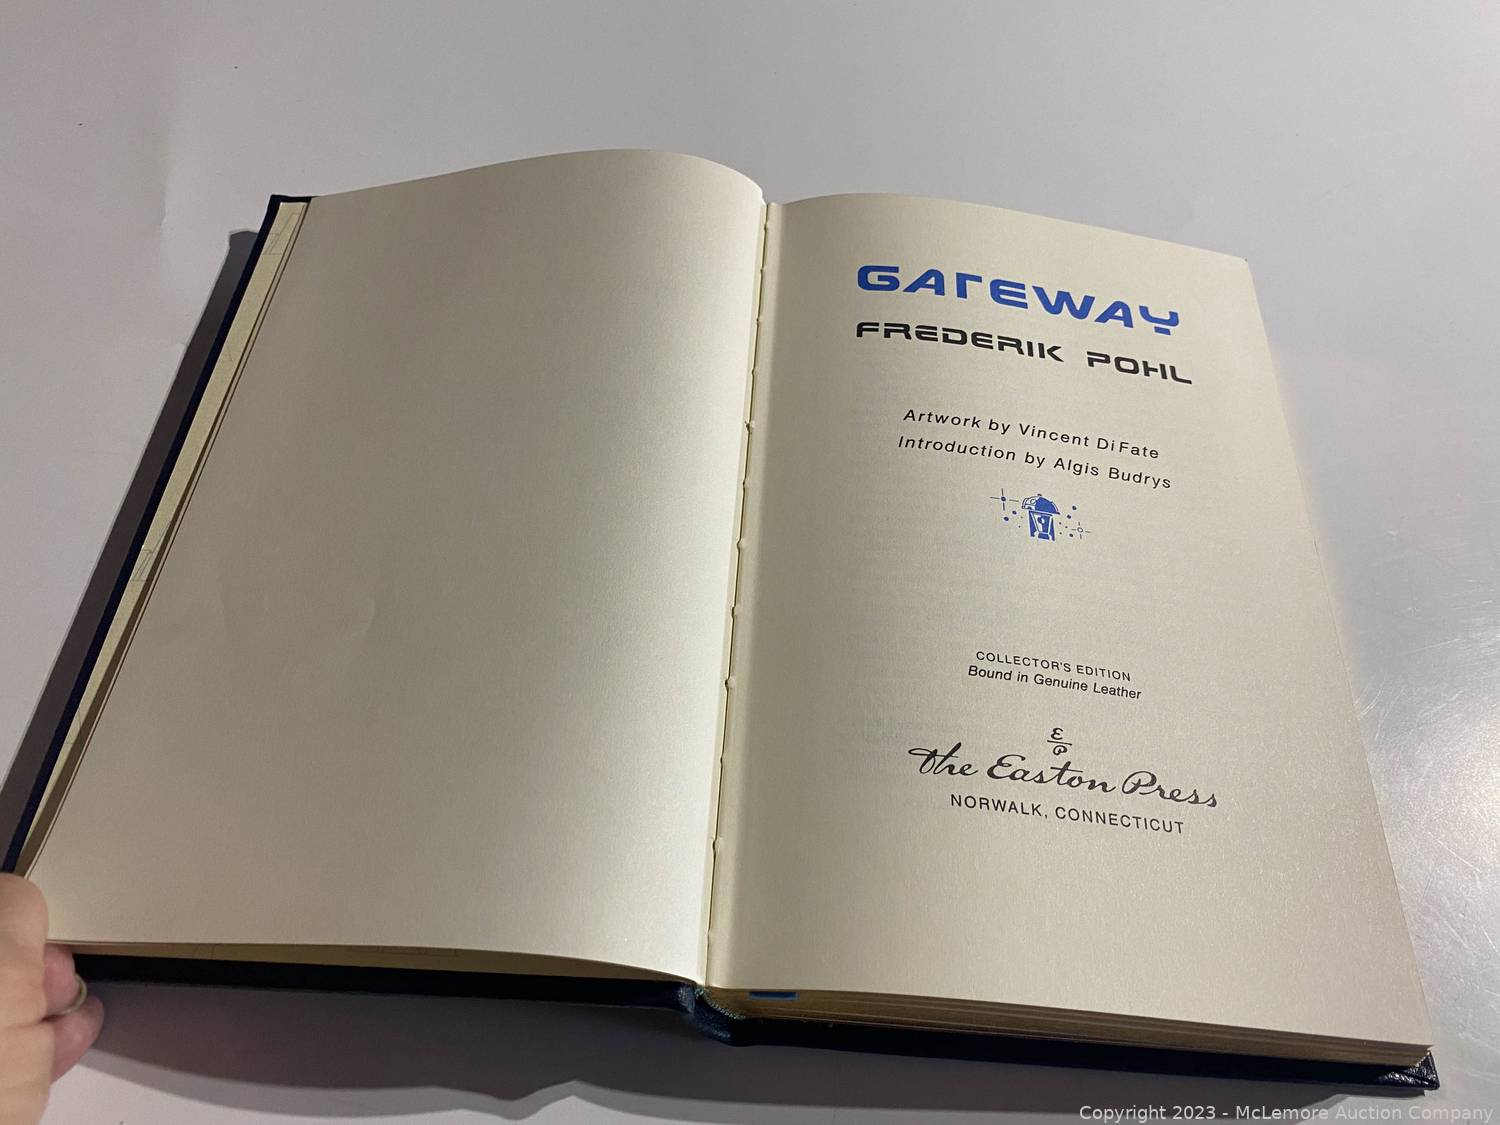 GATEWAY
FREDERIK POHL
Artwork by Vincent DiFate
Introduction by Algis Budrys
COLLECTOR'S EDITION
Bound in Genuine Leather
E
P
The Easton Press
NORWALK, CONNECTICUT
Copyright 2023 - McLemore Auction Company